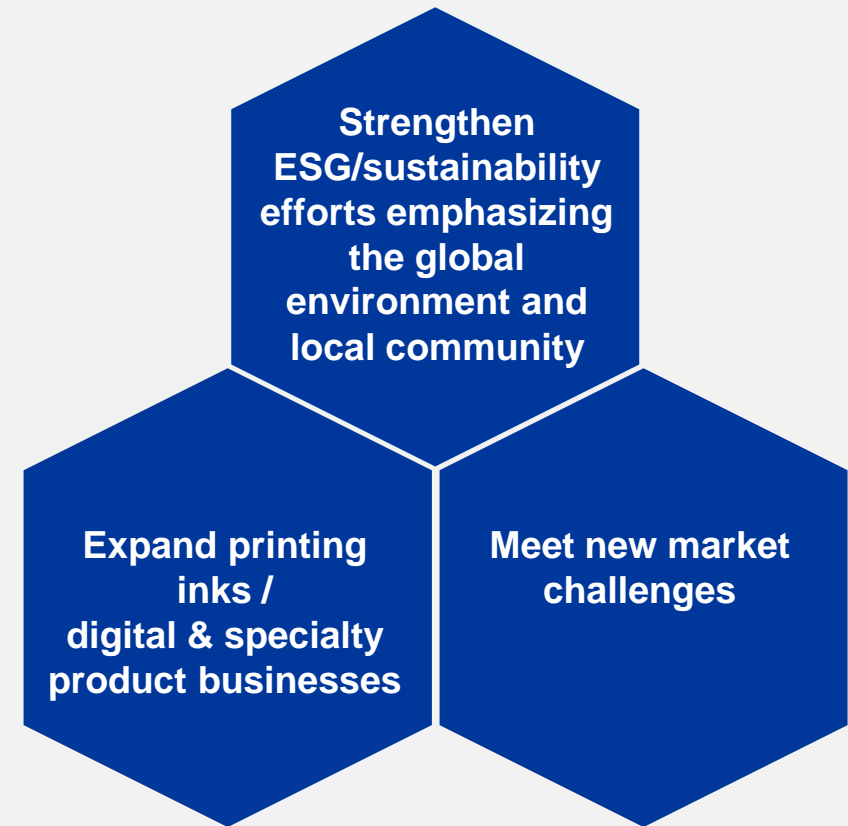 Strengthen
ESG/sustainability
efforts emphasizing
the global
environment and
local community
Expand printing
inks /
digital & specialty
product businesses
Meet new market
challenges